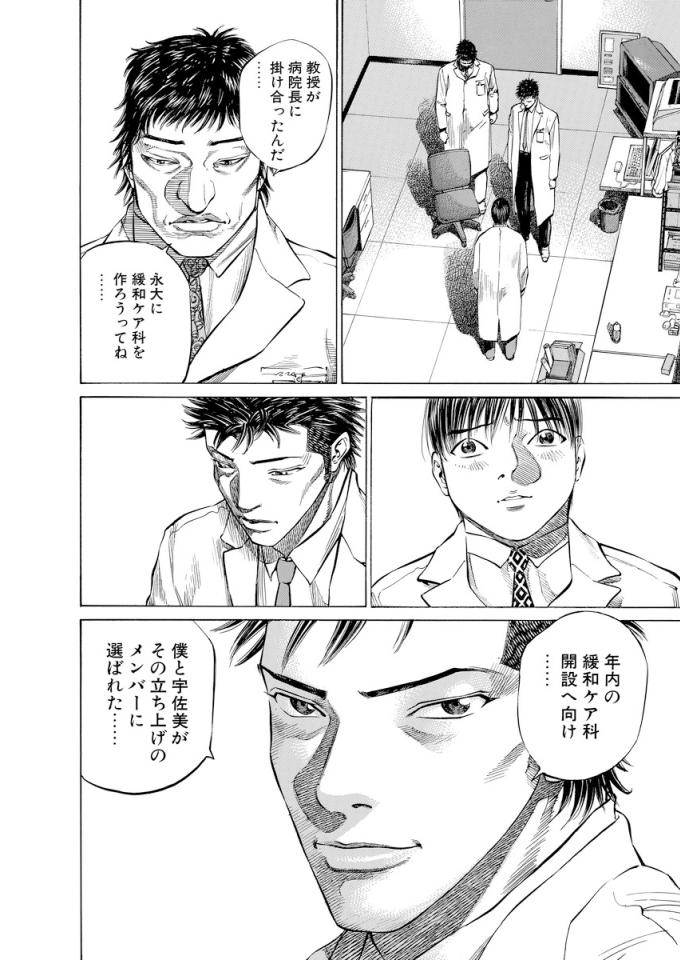 教授が
病院長に
掛け合ったんだ
……
永大に
緩和ケア科を
作ろうってね
……
年内の
緩和ケア科
開設へ向け
……
僕と宇佐美が
その立ち上げの
メンバーに
選ばれた……